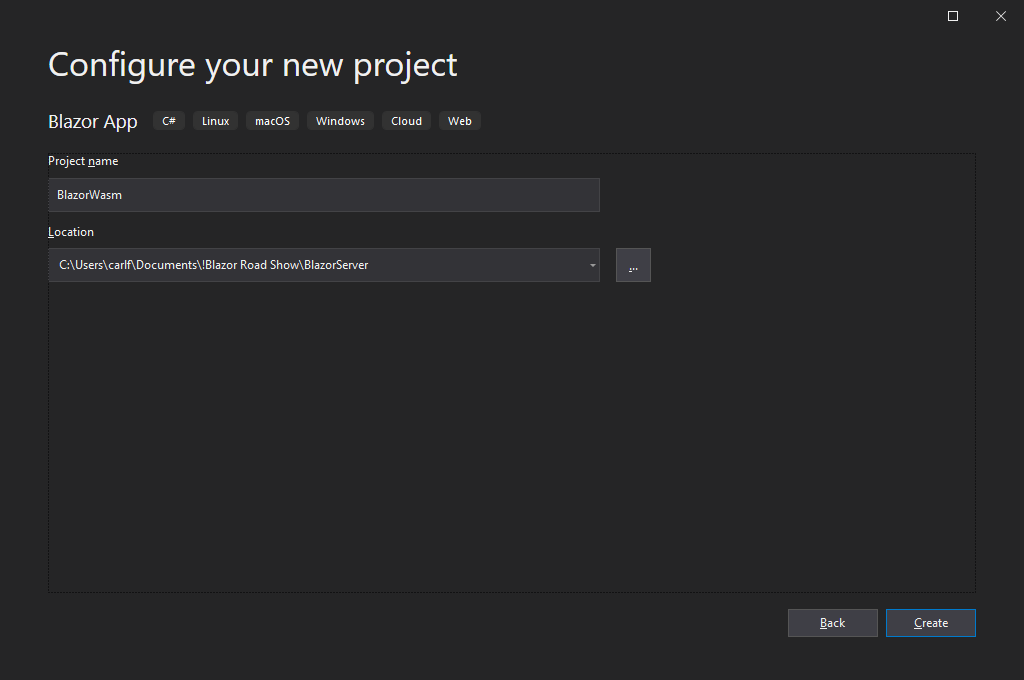 Configure your new project
Blazor App C# Linux macOS Windows Cloud Web
Project name
BlazorWasm
Location
C:\Users\carlf\Documents\!Blazor Road Show\BlazorServer ...
Back Create